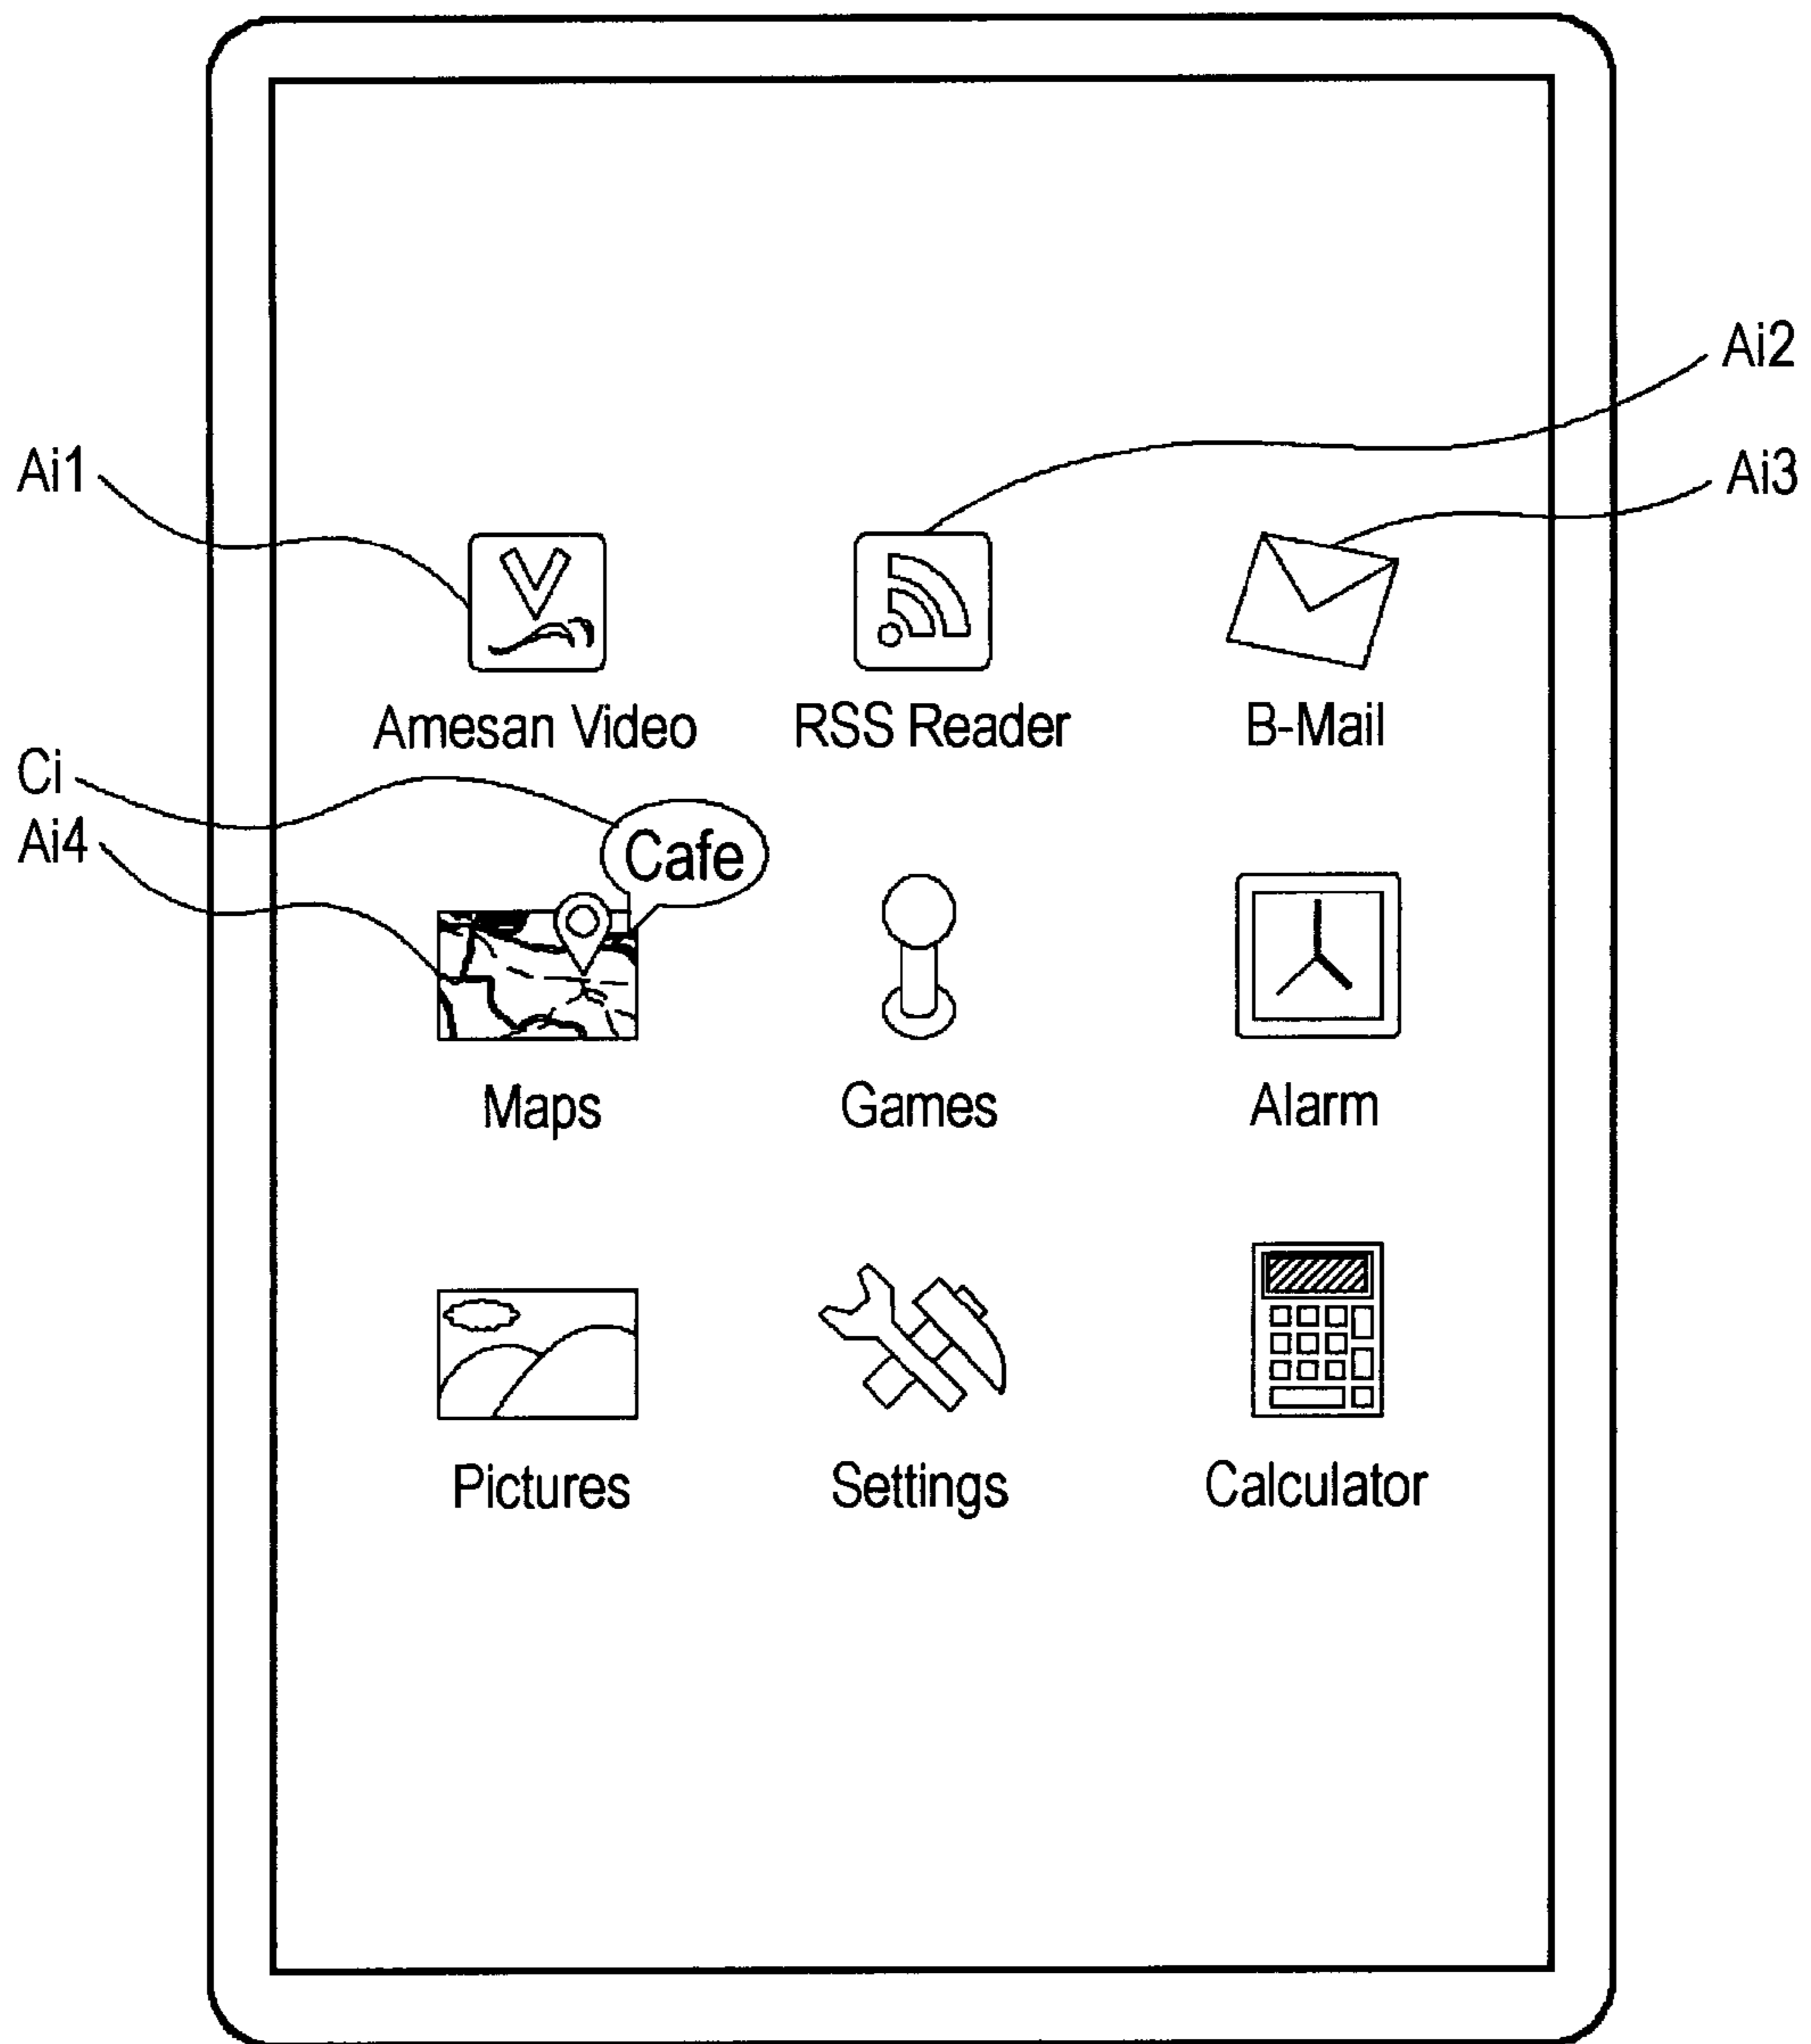 Ai2
Ai1
Ai3
Amesan Video
RSS Reader
B-Mail
Ci
Ai4
Cafe
Maps
Games
Alarm
Pictures
Settings
Calculator